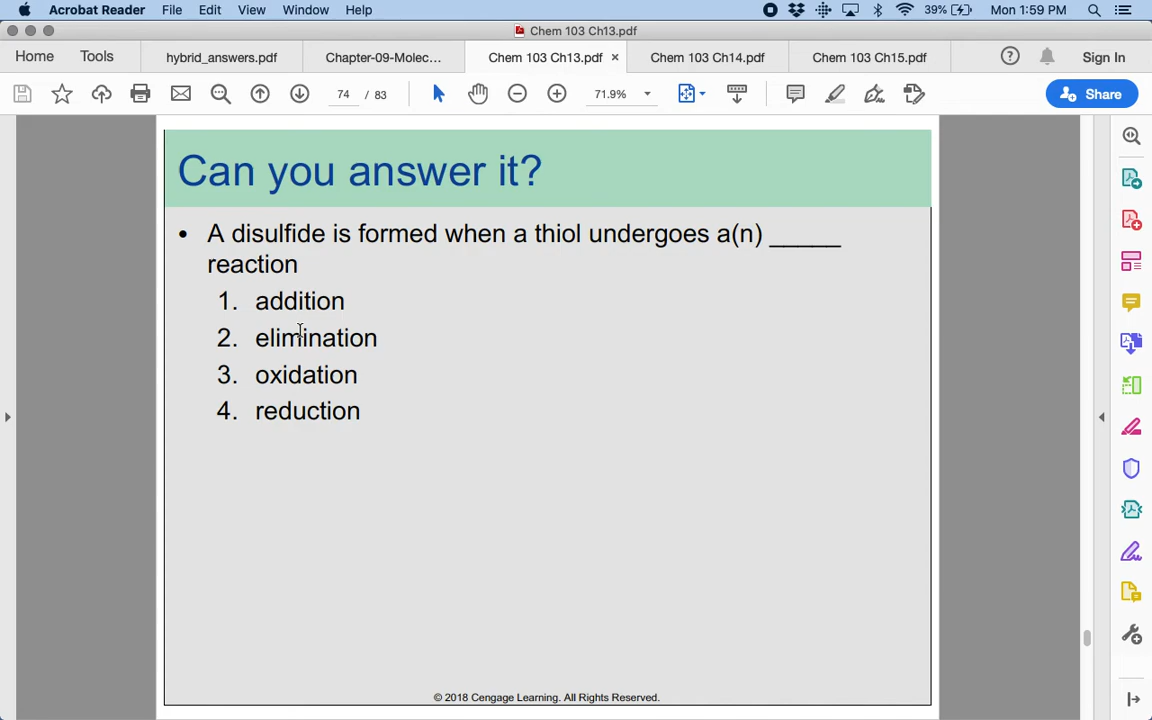 Acrobat Reader File Edit View Window Help 39% Mon 1:59 PM
Chem 103 Ch13.pdf
Home Tools hybrid_answers.pdf Chapter-09-Molec... Chem 103 Ch13.pdf × Chem 103 Ch14.pdf Chem 103 Ch15.pdf Sign In
74 / 83 71.9% Share
Can you answer it?
• A disulfide is formed when a thiol undergoes a(n) _____
reaction
1. addition
2. elimination
3. oxidation
4. reduction
© 2018 Cengage Learning. All Rights Reserved.